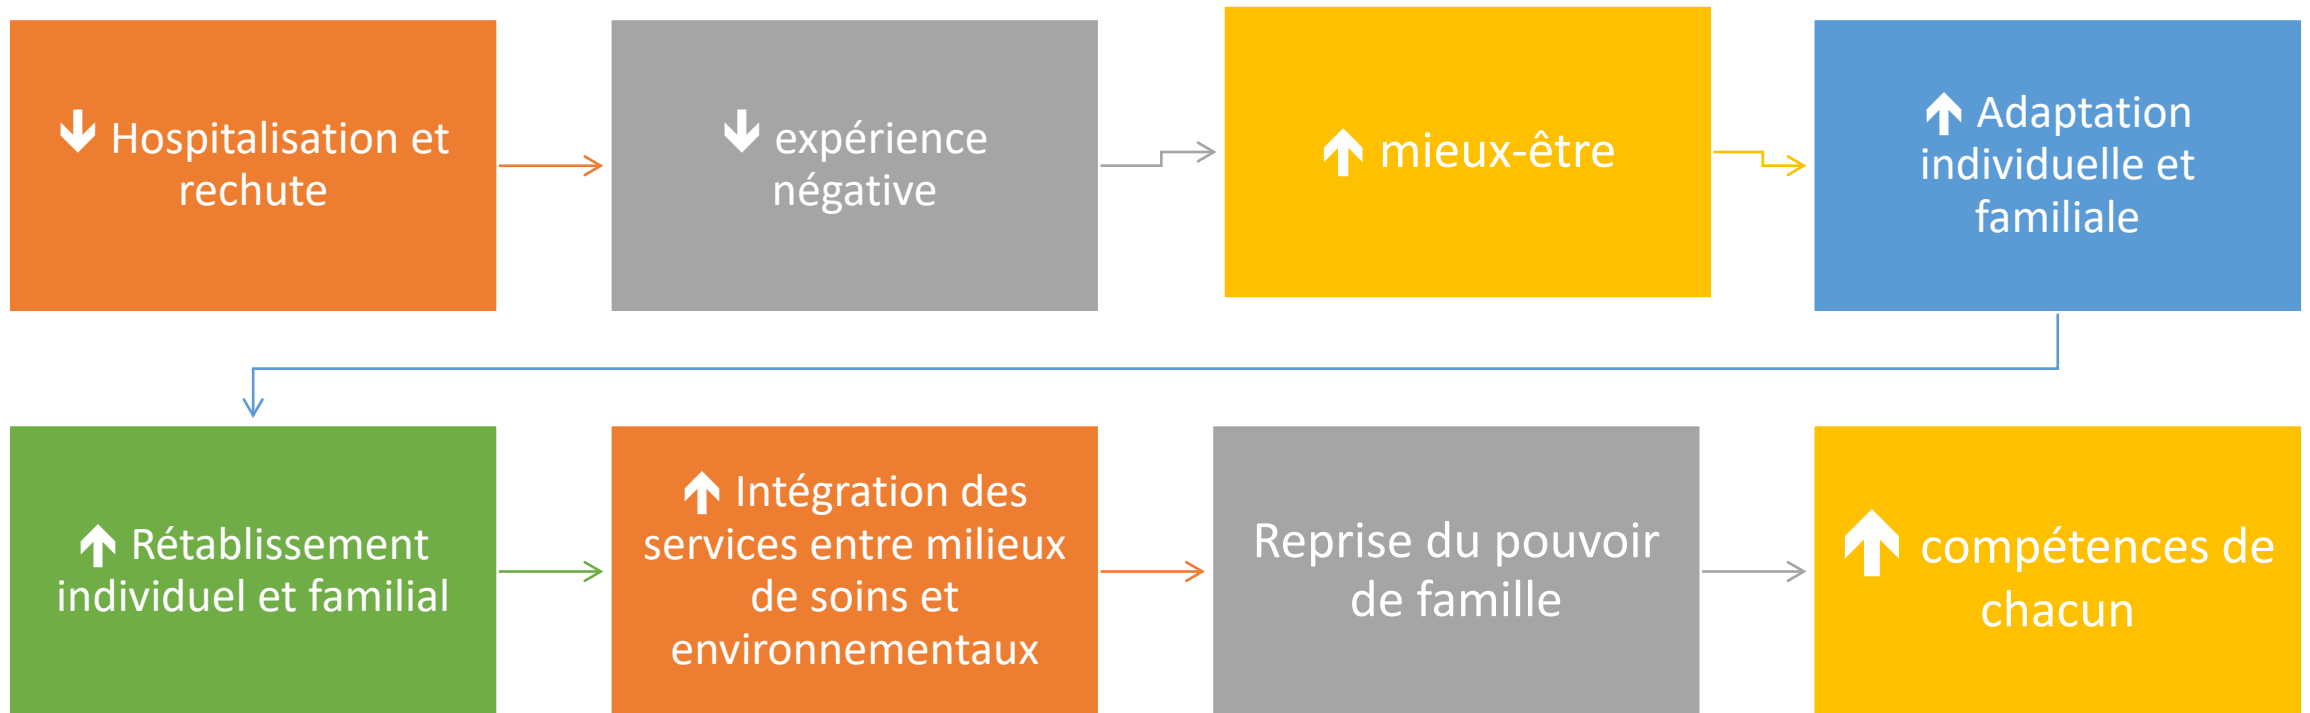 🡻 Hospitalisation et
rechute
🡻 expérience
négative
🡹 mieux-être
🡹 Adaptation
individuelle et
familiale
🡹 Rétablissement
individuel et familial
🡹 Intégration des
services entre milieux
de soins et
environnementaux
Reprise du pouvoir
de famille
🡹 compétences de
chacun